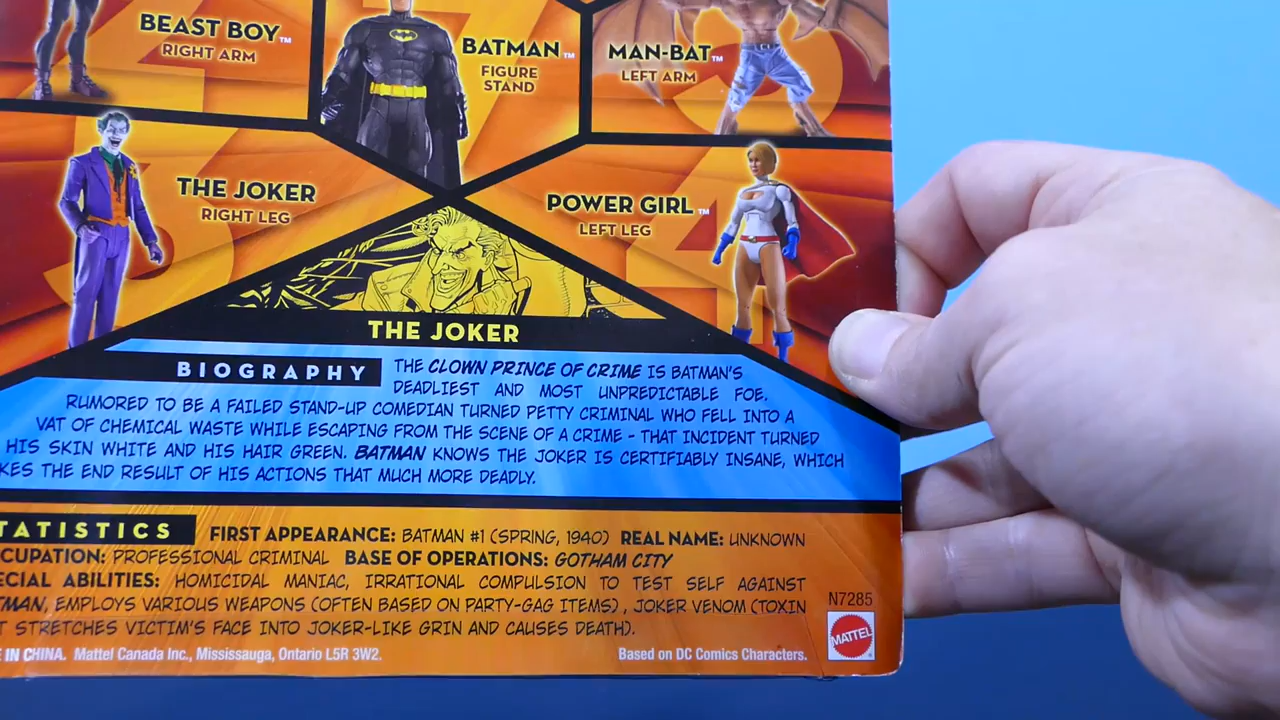 BEAST BOY™
RIGHT ARM
BATMAN™
FIGURE
STAND
MAN-BAT™
LEFT ARM
THE JOKER
RIGHT LEG
POWER GIRL™
LEFT LEG
THE JOKER
BIOGRAPHY
THE CLOWN PRINCE OF CRIME IS BATMAN'S
DEADLIEST AND MOST UNPREDICTABLE FOE.
RUMORED TO BE A FAILED STAND-UP COMEDIAN TURNED PETTY CRIMINAL WHO FELL INTO A
VAT OF CHEMICAL WASTE WHILE ESCAPING FROM THE SCENE OF A CRIME - THAT INCIDENT TURNED
HIS SKIN WHITE AND HIS HAIR GREEN. BATMAN KNOWS THE JOKER IS CERTIFIABLY INSANE, WHICH
KES THE END RESULT OF HIS ACTIONS THAT MUCH MORE DEADLY.
TATISTICS FIRST APPEARANCE: BATMAN #1 (SPRING, 1940) REAL NAME: UNKNOWN
CUPATION: PROFESSIONAL CRIMINAL BASE OF OPERATIONS: GOTHAM CITY
ECIAL ABILITIES: HOMICIDAL MANIAC, IRRATIONAL COMPULSION TO TEST SELF AGAINST
TMAN, EMPLOYS VARIOUS WEAPONS (OFTEN BASED ON PARTY-GAG ITEMS), JOKER VENOM (TOXIN
T STRETCHES VICTIM'S FACE INTO JOKER-LIKE GRIN AND CAUSES DEATH).
N7285
MATTEL
E IN CHINA. Mattel Canada Inc., Mississauga, Ontario L5R 3W2.
Based on DC Comics Characters.